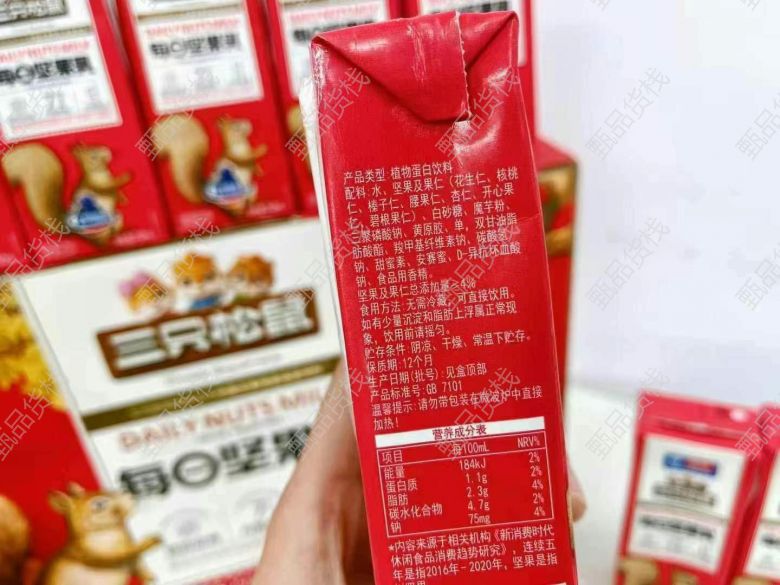 产品类型:植物蛋白饮料
配料:水、坚果及果仁(花生仁、核桃
仁、榛子仁、腰果仁、杏仁、开心果
仁、碧根果仁)、白砂糖、魔芋粉、
三聚磷酸钠、黄原胶、单,双甘油脂
肪酸酯、羧甲基纤维素钠、碳酸氢
钠、甜蜜素、安赛蜜、D-异抗坏血酸
钠、食品用香精。
坚果及果仁总添加量≥4%
食用方法:无需冷藏,可直接饮用。
如有少量沉淀和脂肪上浮属正常现
象,饮用前请摇匀。
贮存条件:阴凉、干燥、常温下贮存。
保质期:12个月
生产日期(批号):见盒顶部
产品标准号:GB 7101
温馨提示:请勿带包装在微波炉中直接
加热!
营养成分表
项目 每100mL NRV%
能量 184kJ 2%
蛋白质 1.1g 2%
脂肪 2.3g 4%
碳水化合物 4.7g 2%
钠 75mg 4%
*内容来源于相关机构《新消费时代
休闲食品消费趋势研究》,连续五
年是指2016年-2020年,坚果是指
三只松鼠
DAILY NUTS MIL
每日坚果
每日坚果
甄品货栈